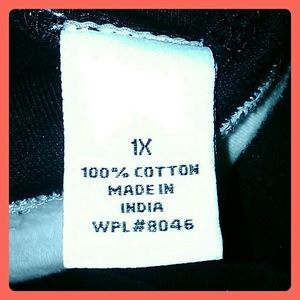 1X
100% COTTON
MADE IN
INDIA
WPL#8046